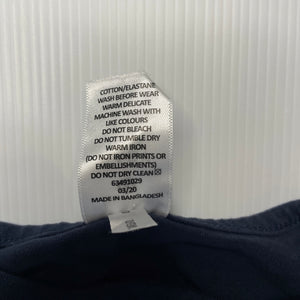 COTTON/ELASTANE
WASH BEFORE WEAR
WARM DELICATE
MACHINE WASH WITH
LIKE COLOURS
DO NOT BLEACH
DO NOT TUMBLE DRY
WARM IRON
(DO NOT IRON PRINTS OR
EMBELLISHMENTS)
DO NOT DRY CLEAN
63491029
03/20
MADE IN BANGLADESH